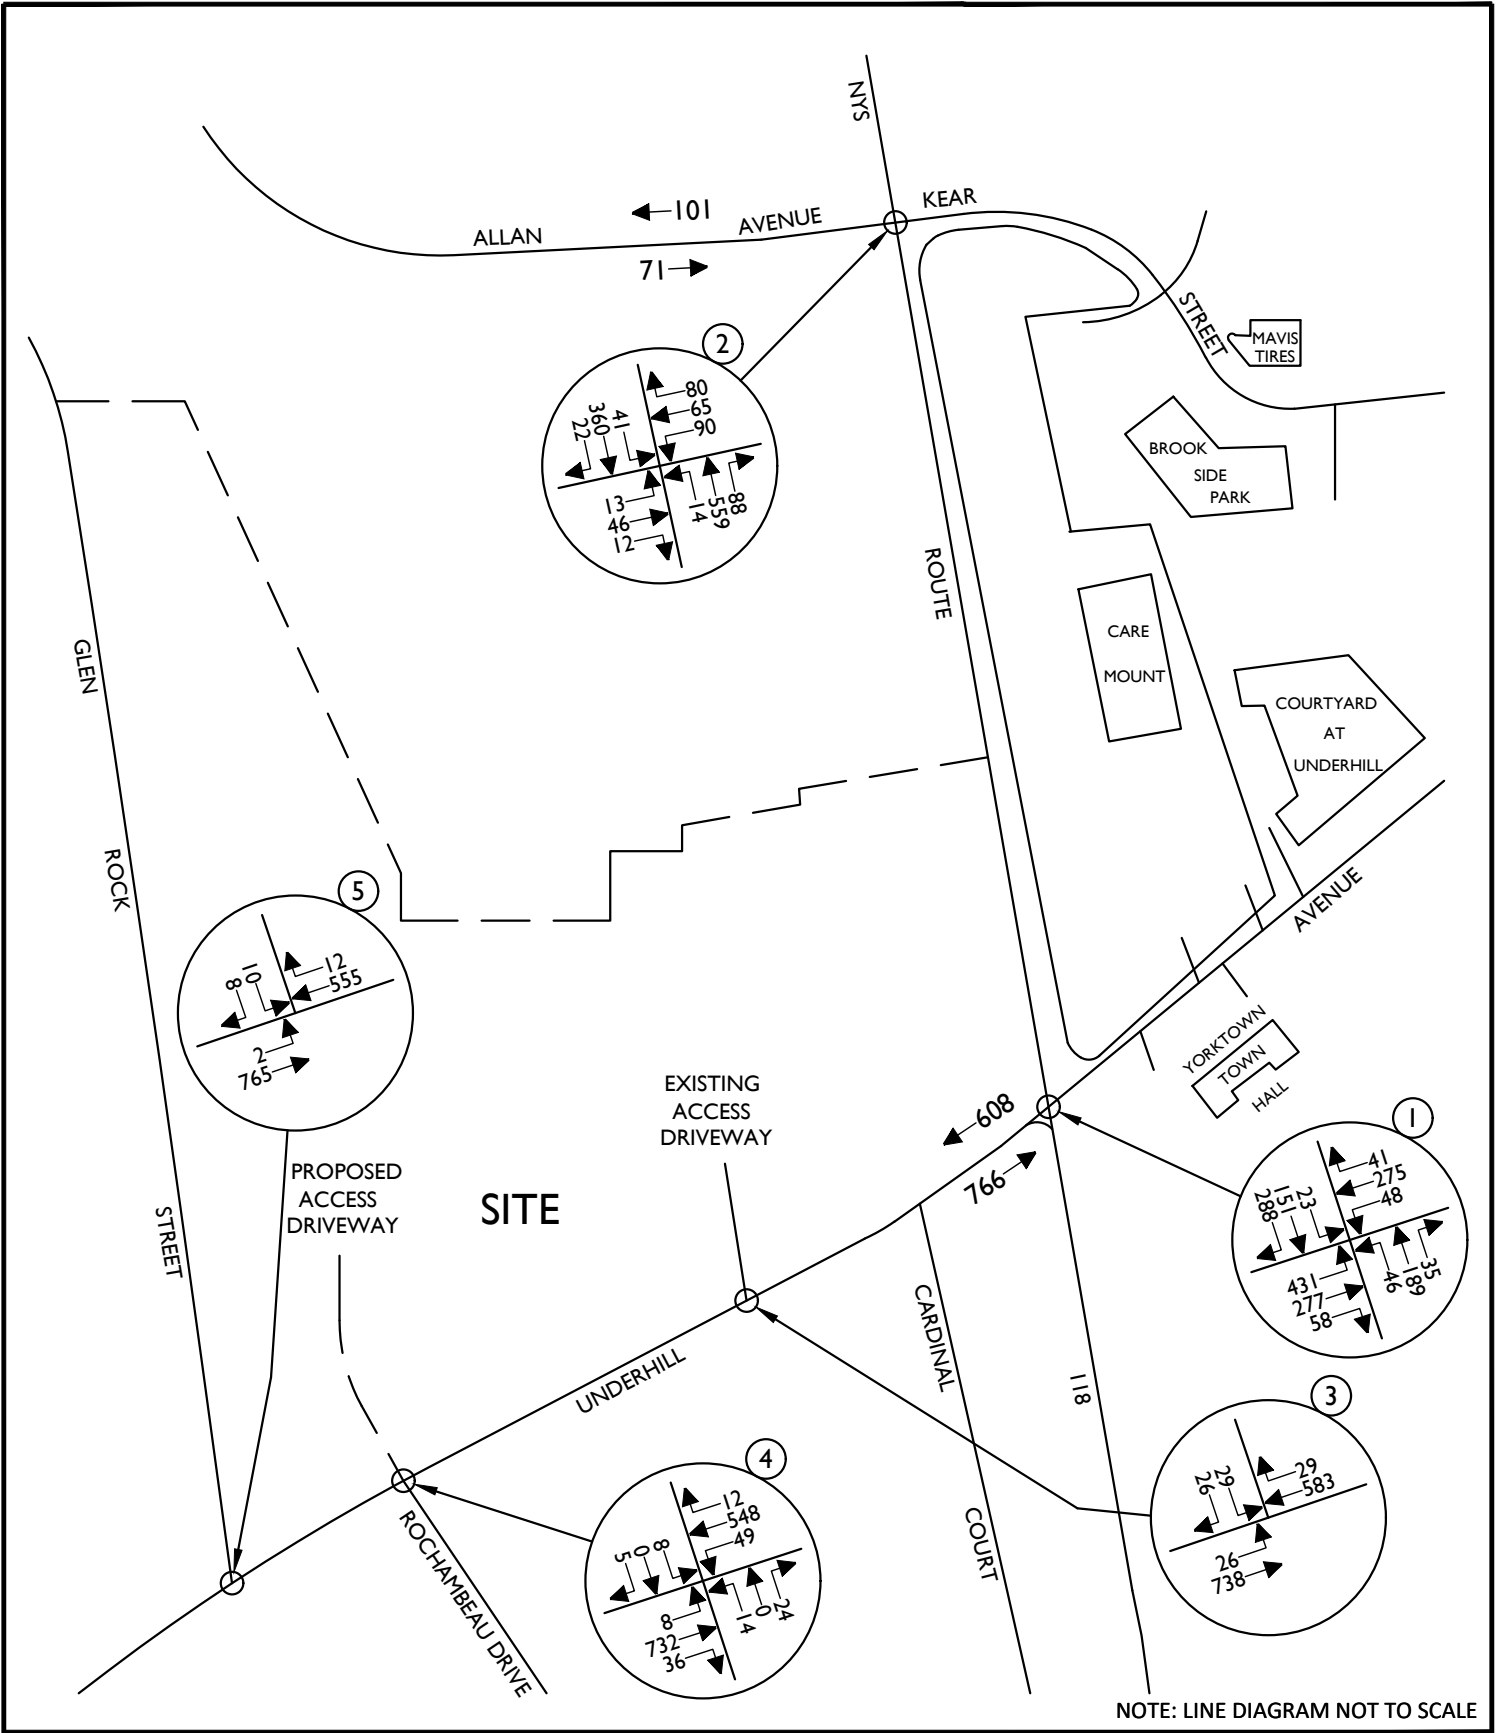 NYS
KEAR
101
AVENUE
ALLAN
71
STREET
MAVIS
TIRES
2
80
65
90
41
360
22
13
46
12
14
559
88
BROOK
SIDE
PARK
ROUTE
CARE
MOUNT
GLEN
COURTYARD
AT
UNDERHILL
ROCK
AVENUE
5
12
555
10
8
2
765
YORKTOWN
TOWN
HALL
EXISTING
ACCESS
DRIVEWAY
608
766
1
41
275
48
23
151
288
431
277
58
46
189
35
PROPOSED
ACCESS
DRIVEWAY
SITE
STREET
CARDINAL
UNDERHILL
118
3
29
583
29
26
26
738
4
12
548
49
8
0
5
8
732
36
14
0
24
ROCHAMBEAU DRIVE
COURT
NOTE: LINE DIAGRAM NOT TO SCALE